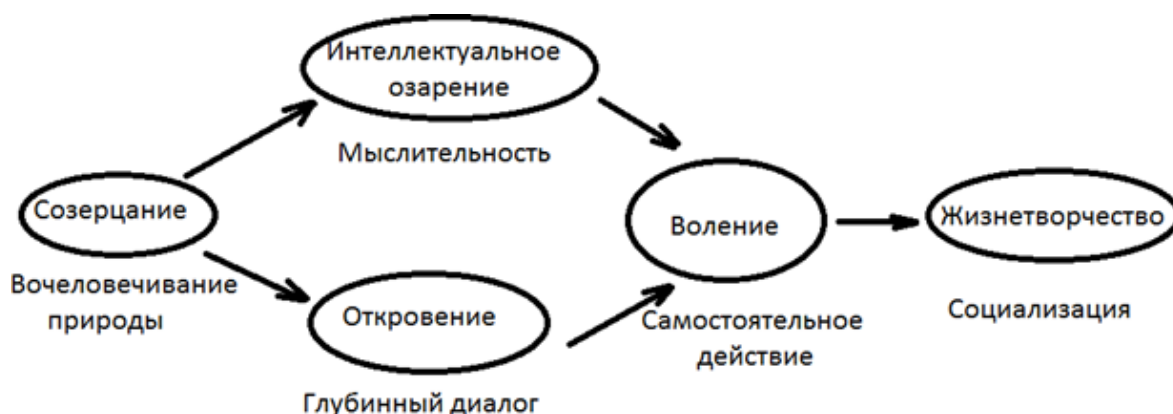 Интеллектуальное
озарение
Мыслительность
Созерцание
Вочеловечивание
природы
Откровение
Глубинный диалог
Воление
Самостоятельное
действие
Жизнетворчество
Социализация